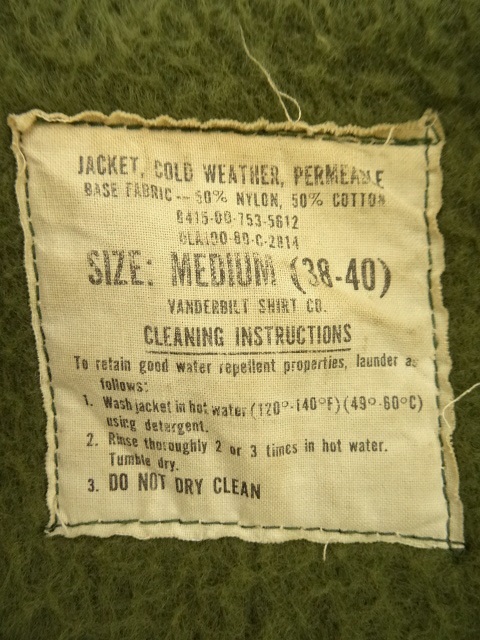 JACKET, COLD WEATHER, PERMEABLE
BASE FABRIC -- 50% NYLON, 50% COTTON
8415-00-753-5612
DLA100-80-C-2814
SIZE: MEDIUM (38-40)
VANDERBILT SHIRT CO.
CLEANING INSTRUCTIONS
To retain good water repellent properties, launder as
follows:
1. Wash jacket in hot water (120°-140°F) (49°-60°C)
using detergent.
2. Rinse thoroughly 2 or 3 times in hot water.
Tumble dry.
3. DO NOT DRY CLEAN